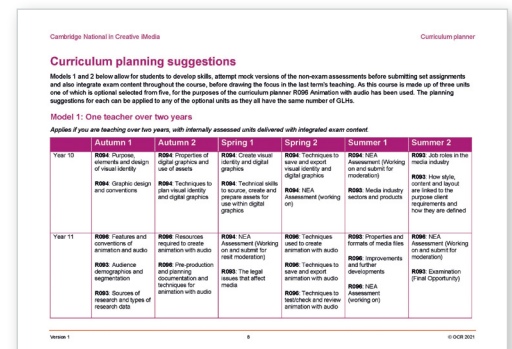 Cambridge National in Creative iMedia
Curriculum planner
Curriculum planning suggestions
Models 1 and 2 below allow for students to develop skills, attempt mock versions of the non-exam assessments before submitting set assignments
and also integrate exam content throughout the course, before drawing the focus in the last term's teaching. As this course is made up of three units
one of which is optional selected from five, for the purposes of the curriculum planner R096 Animation with audio has been used. The planning
suggestions for each can be applied to any of the optional units as they all have the same number of GLHs.
Model 1: One teacher over two years
Applies if you are teaching over two years, with internally assessed units delivered with integrated exam content.
Autumn 1
Autumn 2
Spring 1
Spring 2
Summer 1
Summer 2
Year 10
R094: Purpose,
elements and design
of visual identity
R094: Graphic design
and conventions
R094: Properties of
digital graphics and
use of assets
R094: Techniques to
plan visual identity
and digital graphics
R094: Create visual
identity and digital
graphics
R094: Technical skills
to source, create and
prepare assets for
use within digital
graphics
R094: Techniques to
save and export
visual identity and
digital graphics
R094: NEA
Assessment (working
on)
R094: NEA
Assessment (Working
on and submit for
moderation)
R093: Media industry
sectors and products
R093: Job roles in the
media industry
R093: How style,
content and layout
are linked to the
purpose client
requirements and
how they are defined
Year 11
R096: Features and
conventions of
animation and audio
R093: Audience
demographics and
segmentation
R093: Sources of
research and types of
research data
R096: Resources
required to create
animation with audio
R096: Pre-production
and planning
documentation and
techniques for
animation with audio
R094: NEA
Assessment (Working
on and submit for
resit moderation)
R093: The legal
issues that affect
media
R096: Techniques
used to create
animation with audio
R096: Techniques to
save and export
animation with audio
R096: Techniques to
test/check and review
animation with audio
R093: Properties and
formats of media files
R096: Improvements
and further
developments
R096: NEA
Assessment
(working on)
R096: NEA
Assessment (Working
on and submit for
moderation)
R093: Examination
(Final Opportunity)
Version 1
8
© OCR 2021